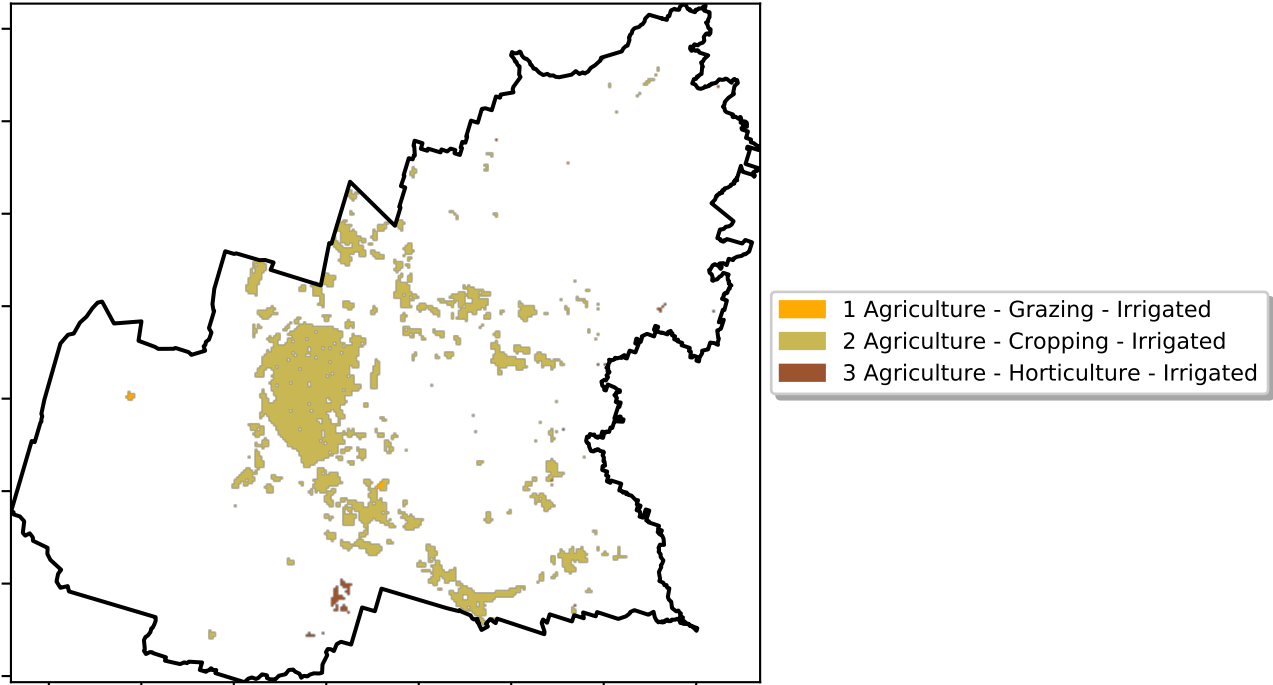 1 Agriculture - Grazing - Irrigated
2 Agriculture - Cropping - Irrigated
3 Agriculture - Horticulture - Irrigated